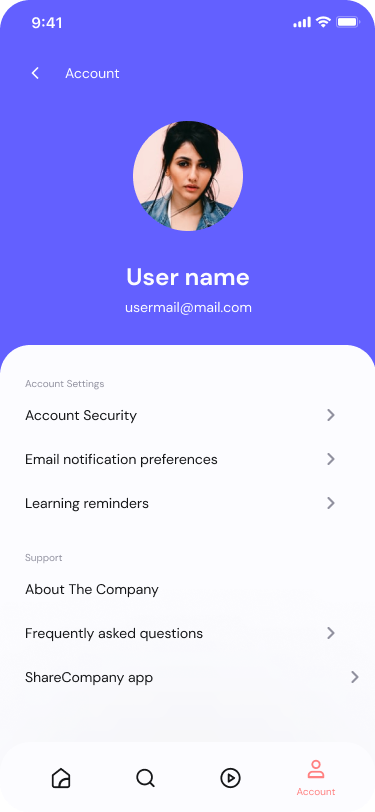 9:41
Account
User name
usermail@mail.com
Account Settings
Account Security
Email notification preferences
Learning reminders
Support
About The Company
Frequently asked questions
ShareCompany app
Account